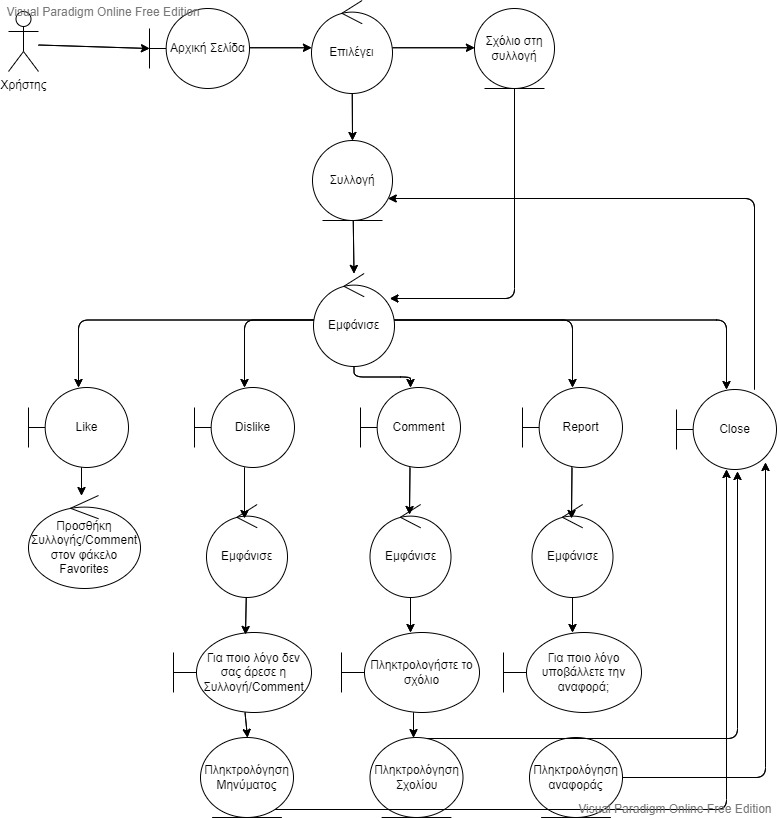 Visual Paradigm Online Free Edition
Χρήστης
Αρχική Σελίδα
Επιλέγει
Σχόλιο στη
συλλογή
Συλλογή
Εμφάνισε
Like
Dislike
Comment
Report
Close
Προσθήκη
Συλλογής/Comment
στον φάκελο
Favorites
Εμφάνισε
Εμφάνισε
Εμφάνισε
Για ποιο λόγο δεν
σας άρεσε η
Συλλογή/Comment
Πληκτρολογήστε το
σχόλιο
Για ποιο λόγο
υποβάλλετε την
αναφορά;
Πληκτρολόγηση
Μηνύματος
Πληκτρολόγηση
Σχολίου
Πληκτρολόγηση
αναφοράς
Visual Paradigm Online Free Edition